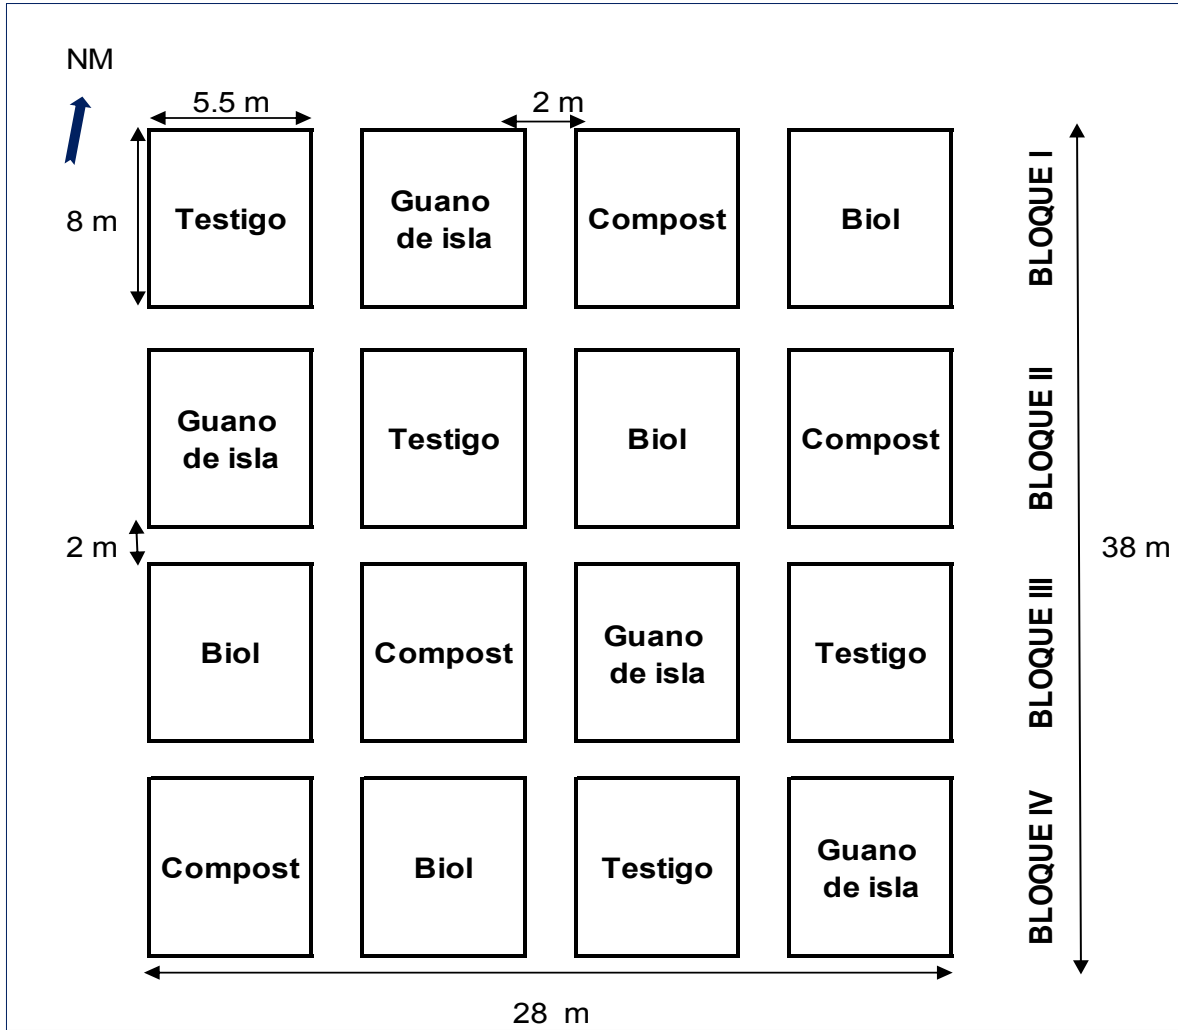 NM
5.5 m
2 m
8 m
Testigo
Guano
de isla
Compost
Biol
BLOQUE I
Guano
de isla
Testigo
Biol
Compost
BLOQUE II
2 m
38 m
Biol
Compost
Guano
de isla
Testigo
BLOQUE III
Compost
Biol
Testigo
Guano
de isla
BLOQUE IV
28 m